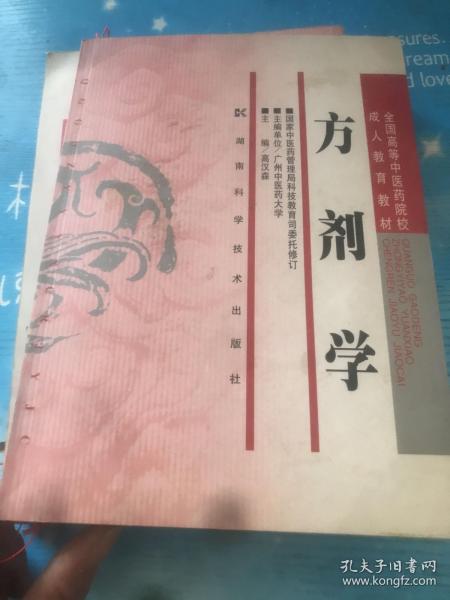 全国高等中医药院校
成人教育教材
QUANGUO GAODENG
ZHONGYIYAO YUANXIAO
CHENGREN JIAOYU JIAOCAI
方剂学
■国家中医药管理局科技教育司委托修订
■主编单位/广州中医药大学
■主 编/高汉森
湖南科学技术出版社
sures.
ream
d love
孔夫子旧书网
www.kongfz.com